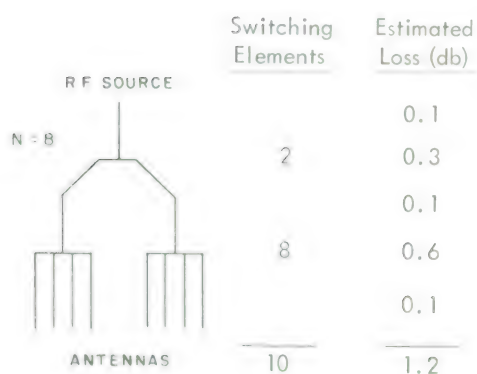 Switching Elements
Estimated Loss (db)
RF SOURCE
0.1
N = 8
2 0.3
0.1
8 0.6
0.1
ANTENNAS 10 1.2